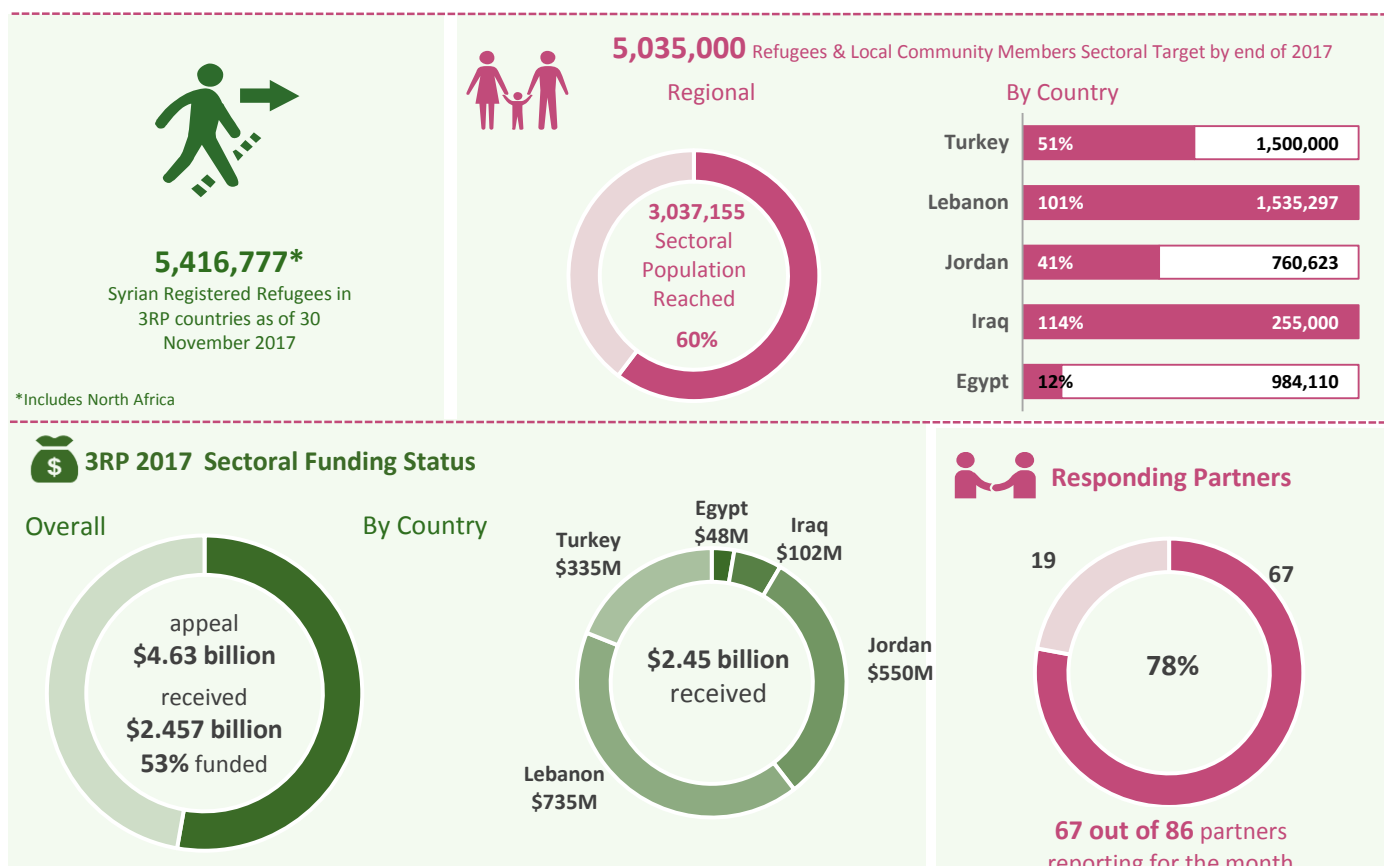 5,416,777*
Syrian Registered Refugees in
3RP countries as of 30
November 2017
*Includes North Africa
5,035,000 Refugees & Local Community Members Sectoral Target by end of 2017
Regional
3,037,155
Sectoral
Population
Reached
60%
By Country
Turkey 51% 1,500,000
Lebanon 101% 1,535,297
Jordan 41% 760,623
Iraq 114% 255,000
Egypt 12% 984,110
$ 3RP 2017 Sectoral Funding Status
Overall
appeal
$4.63 billion
received
$2.457 billion
53% funded
By Country
Egypt
$48M
Iraq
$102M
Turkey
$335M
Jordan
$550M
Lebanon
$735M
$2.45 billion
received
Responding Partners
19
67
78%
67 out of 86 partners
reporting for the month